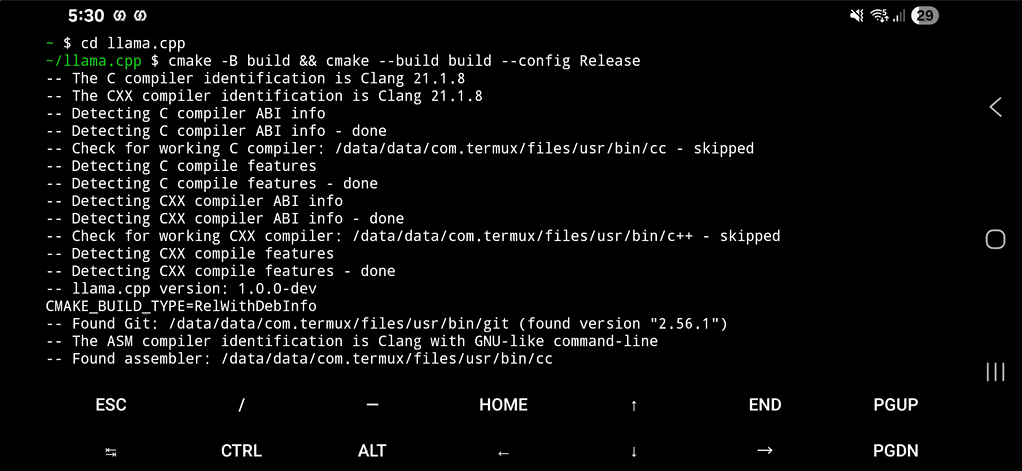 5:30
29
~ $ cd llama.cpp
~/llama.cpp $ cmake -B build && cmake --build build --config Release
-- The C compiler identification is Clang 21.1.8
-- The CXX compiler identification is Clang 21.1.8
-- Detecting C compiler ABI info
-- Detecting C compiler ABI info - done
-- Check for working C compiler: /data/data/com.termux/files/usr/bin/cc - skipped
-- Detecting C compile features
-- Detecting C compile features - done
-- Detecting CXX compiler ABI info
-- Detecting CXX compiler ABI info - done
-- Check for working CXX compiler: /data/data/com.termux/files/usr/bin/c++ - skipped
-- Detecting CXX compile features
-- Detecting CXX compile features - done
-- llama.cpp version: 1.0.0-dev
CMAKE_BUILD_TYPE=RelWithDebInfo
-- Found Git: /data/data/com.termux/files/usr/bin/git (found version "2.56.1")
-- The ASM compiler identification is Clang with GNU-like command-line
-- Found assembler: /data/data/com.termux/files/usr/bin/cc
ESC / — HOME ↑ END PGUP
↹ CTRL ALT ← ↓ → PGDN